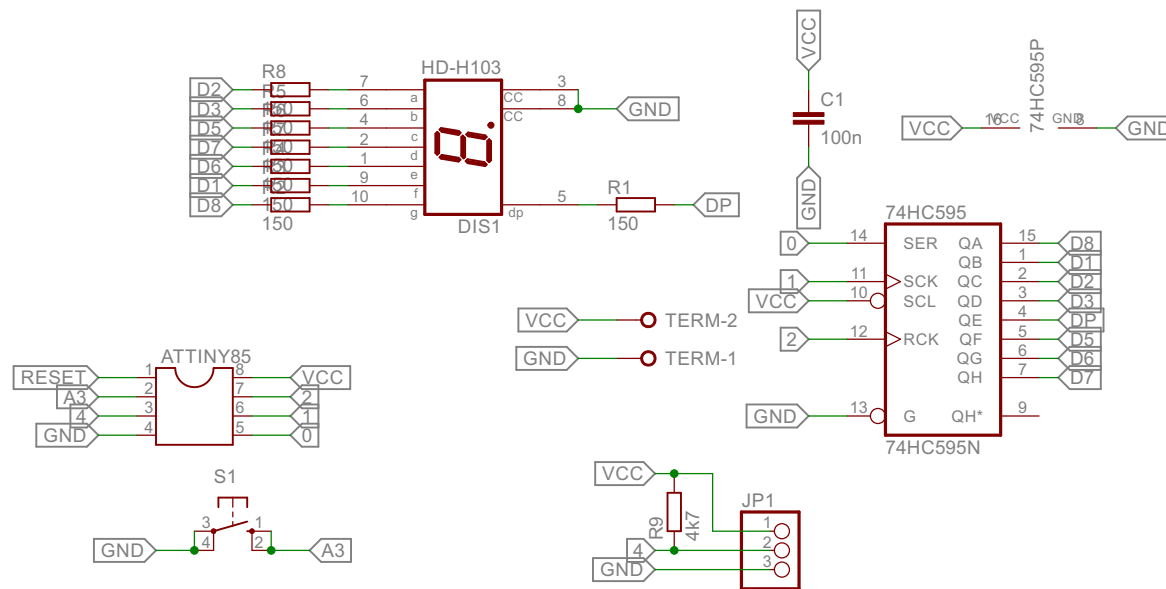 HD-H103
R8
D2
7
a
3
CC
D3
6
b
8
CC
GND
D5
4
c
D7
2
d
D6
1
e
D1
9
f
D8
10
g
150
150
DIS1
dp
5
R1
150
DP
VCC
C1
100n
GND
74HC595P
VCC
16
VCC
GND
8
GND
74HC595
0
14
SER
QA
15
D8
QB
1
D1
1
11
SCK
QC
2
D2
VCC
10
SCL
QD
3
D3
QE
4
DP
2
12
RCK
QF
5
D5
QG
6
D6
QH
7
D7
GND
13
G
QH*
9
74HC595N
VCC
TERM-2
GND
TERM-1
ATTINY85
RESET
1
8
VCC
A3
2
7
2
4
3
6
1
GND
4
5
0
S1
3
1
4
2
GND
A3
VCC
R9
4k7
JP1
1
4
2
GND
3